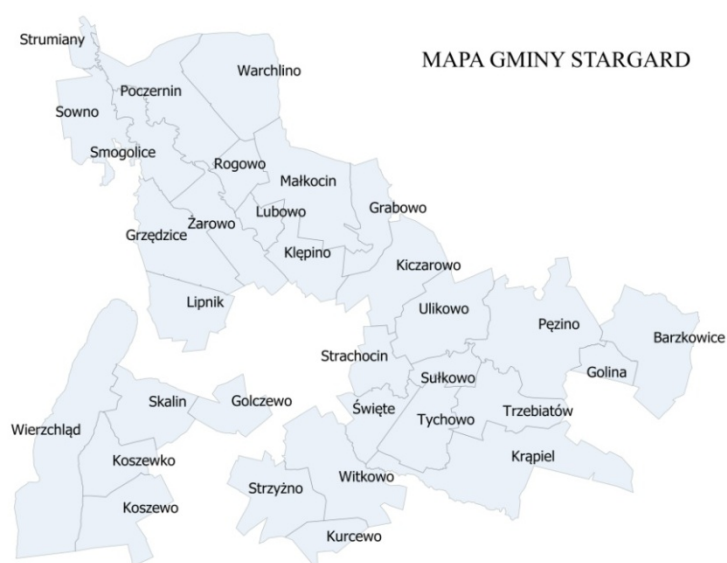 MAPA GMINY STARGARD
Strumiany
Warchlino
Poczernin
Sowno
Smogolice
Rogowo
Małkocin
Grabowo
Lubowo
Żarowo
Grzędzice
Klępino
Kiczarowo
Lipnik
Ulikowo
Pęzino
Barzkowice
Strachocin
Golina
Sułkowo
Skalin
Golczewo
Święte
Trzebiatów
Tychowo
Wierzchląd
Krąpiel
Koszewko
Witkowo
Strzyżno
Koszewo
Kurcewo